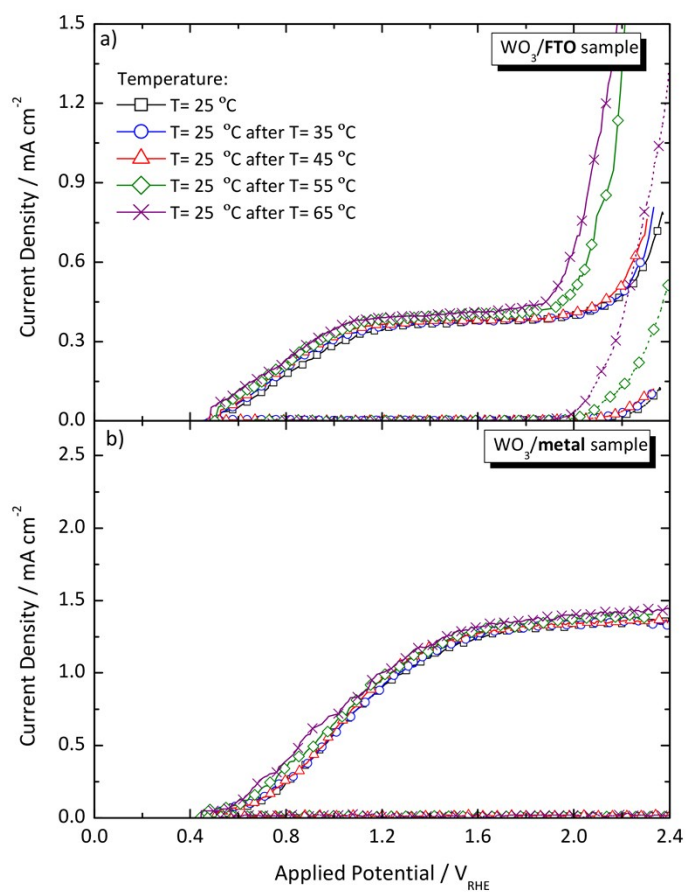 a)
WO₃/FTO sample
Temperature:
T= 25 °C
T= 25 °C after T= 35 °C
T= 25 °C after T= 45 °C
T= 25 °C after T= 55 °C
T= 25 °C after T= 65 °C
1.5
1.2
0.9
0.6
0.3
0.0
Current Density / mA cm⁻²
b)
WO₃/metal sample
2.5
2.0
1.5
1.0
0.5
0.0
Current Density / mA cm⁻²
0.0 0.4 0.8 1.2 1.6 2.0 2.4
Applied Potential / V_RHE